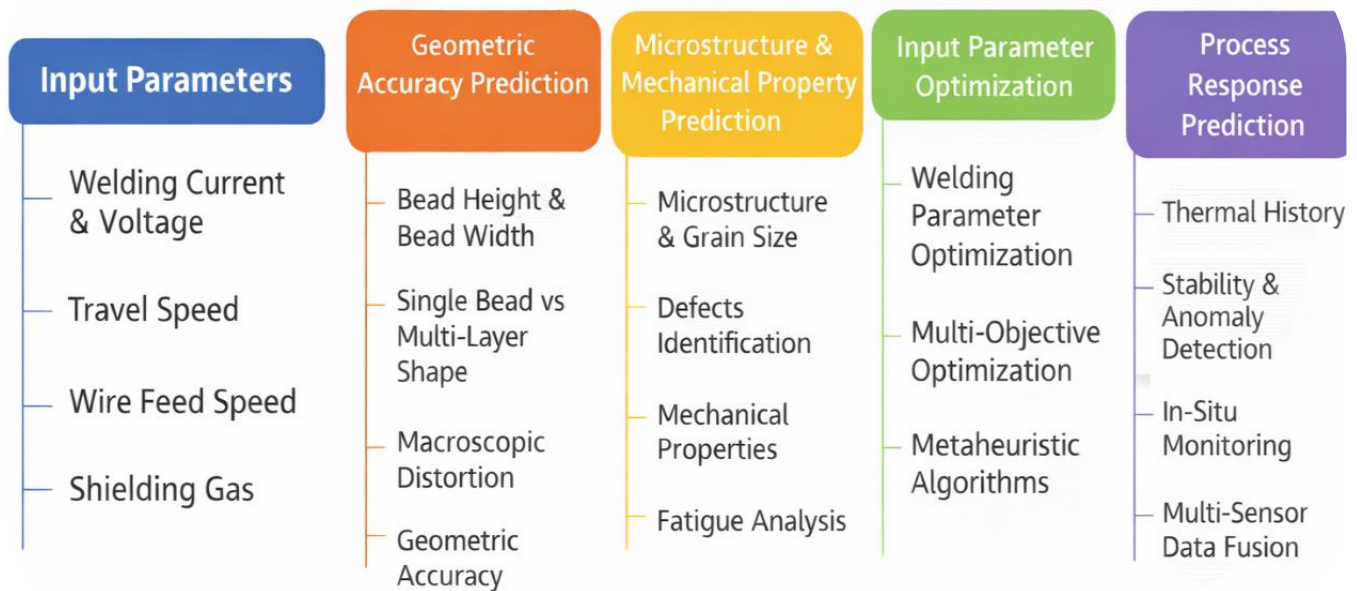 Input Parameters
Welding Current
& Voltage
Travel Speed
Wire Feed Speed
Shielding Gas
Geometric
Accuracy Prediction
Bead Height &
Bead Width
Single Bead vs
Multi-Layer
Shape
Macroscopic
Distortion
Geometric
Accuracy
Microstructure &
Mechanical Property
Prediction
Microstructure
& Grain Size
Defects
Identification
Mechanical
Properties
Fatigue Analysis
Input Parameter
Optimization
Welding
Parameter
Optimization
Multi-Objective
Optimization
Metaheuristic
Algorithms
Process
Response
Prediction
Thermal History
Stability &
Anomaly
Detection
In-Situ
Monitoring
Multi-Sensor
Data Fusion